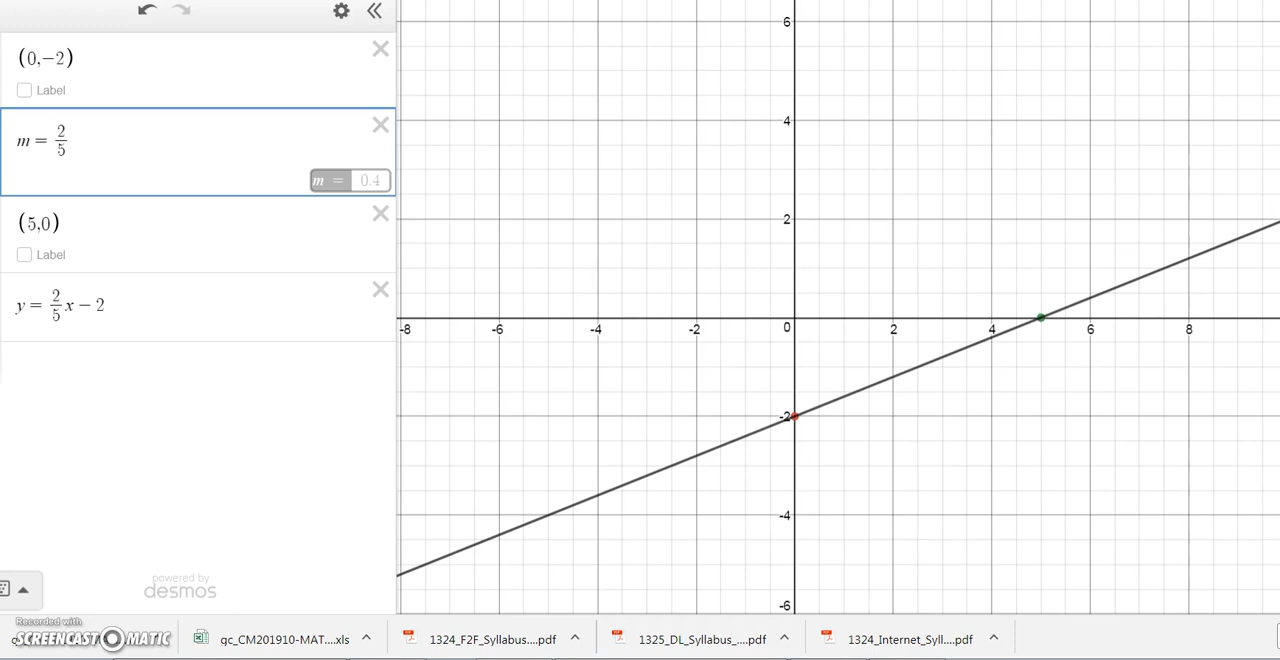 (0,−2)
Label
m = 2/5
m = 0.4
(5,0)
Label
y = 2/5 x − 2
powered by
desmos
6
4
2
-8 -6 -4 -2 0 2 4 6 8
-2
-4
-6
Recorded with
SCREENCAST-O-MATIC
gc_CM201910-MAT....xls
1324_F2F_Syllabus....pdf
1325_DL_Syllabus_....pdf
1324_Internet_Syll....pdf